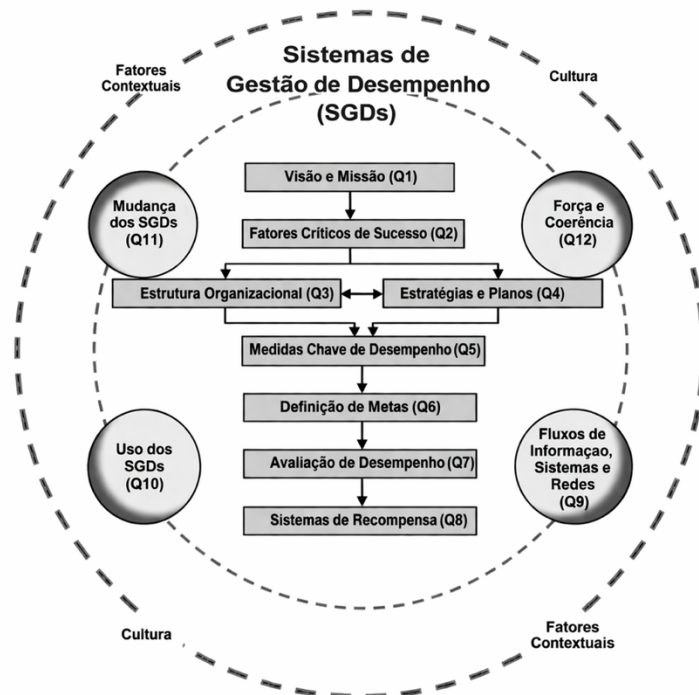 Sistemas de
Gestão de Desempenho
(SGDs)
Fatores
Contextuais
Cultura
Visão e Missão (Q1)
Mudança
dos SGDs
(Q11)
Força e
Coerência
(Q12)
Fatores Críticos de Sucesso (Q2)
Estrutura Organizacional (Q3)
Estratégias e Planos (Q4)
Medidas Chave de Desempenho (Q5)
Definição de Metas (Q6)
Uso dos
SGDs
(Q10)
Avaliação de Desempenho (Q7)
Fluxos de
Informaçao,
Sistemas e
Redes
(Q9)
Sistemas de Recompensa (Q8)
Cultura
Fatores
Contextuais